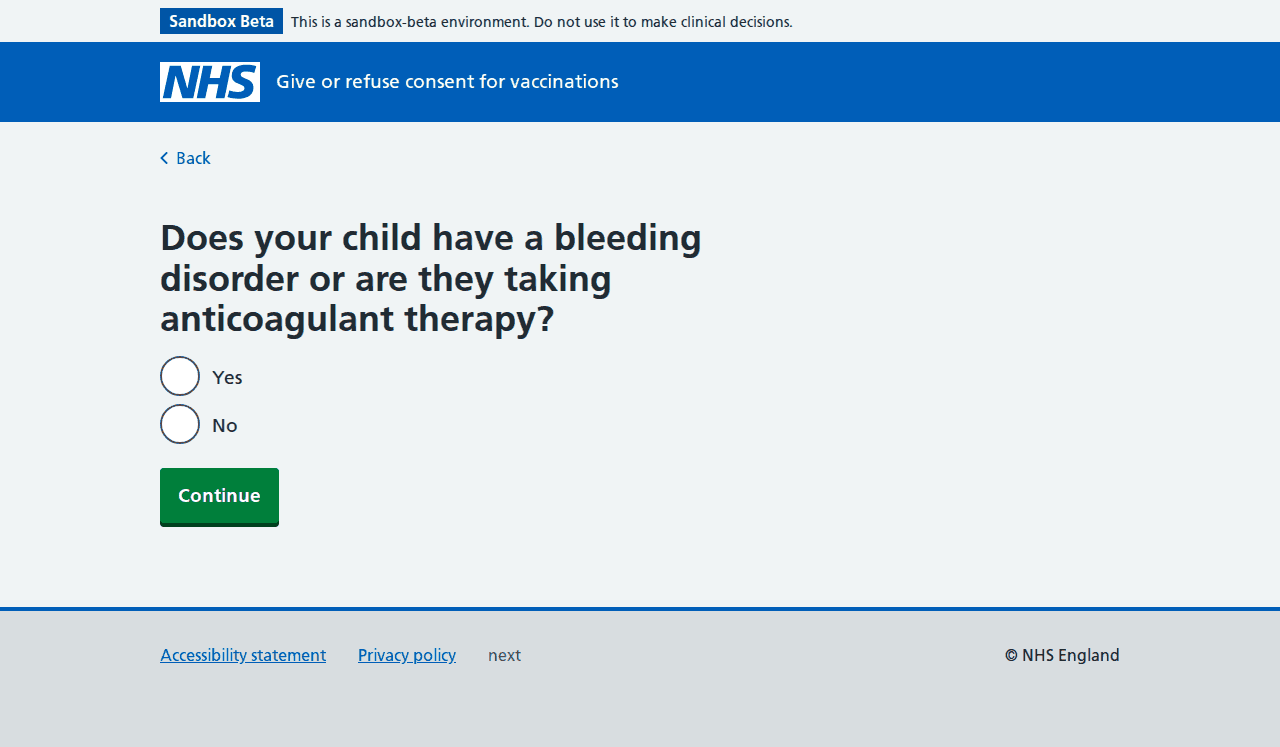 Sandbox Beta This is a sandbox-beta environment. Do not use it to make clinical decisions.
NHS Give or refuse consent for vaccinations
Back
Does your child have a bleeding
disorder or are they taking
anticoagulant therapy?
Yes
No
Continue
Accessibility statement Privacy policy next © NHS England